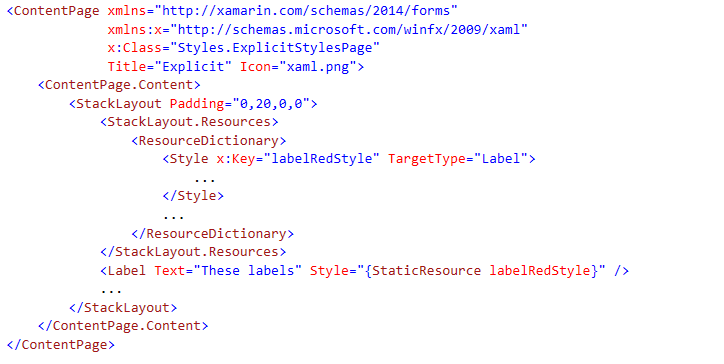 <ContentPage xmlns="http://xamarin.com/schemas/2014/forms"
             xmlns:x="http://schemas.microsoft.com/winfx/2009/xaml"
             x:Class="Styles.ExplicitStylesPage"
             Title="Explicit" Icon="xaml.png">
    <ContentPage.Content>
        <StackLayout Padding="0,20,0,0">
            <StackLayout.Resources>
                <ResourceDictionary>
                    <Style x:Key="labelRedStyle" TargetType="Label">
                        ...
                    </Style>
                    ...
                </ResourceDictionary>
            </StackLayout.Resources>
            <Label Text="These labels" Style="{StaticResource labelRedStyle}" />
            ...
        </StackLayout>
    </ContentPage.Content>
</ContentPage>